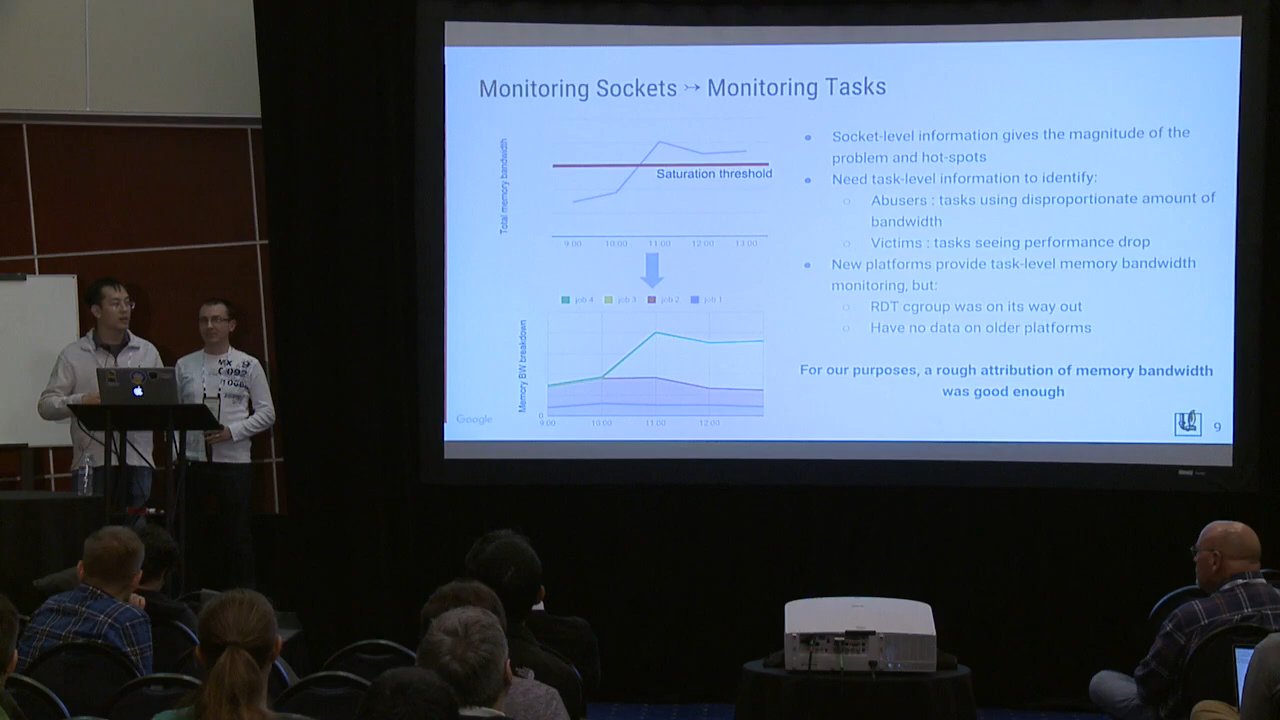 Monitoring Sockets ↣ Monitoring Tasks
Total memory bandwidth
Saturation threshold
9:00 10:00 11:00 12:00 13:00
job 4 job 3 job 2 job 1
Memory BW breakdown
0
9:00 10:00 11:00 12:00
● Socket-level information gives the magnitude of the
problem and hot-spots
● Need task-level information to identify:
○ Abusers : tasks using disproportionate amount of
bandwidth
○ Victims : tasks seeing performance drop
● New platforms provide task-level memory bandwidth
monitoring, but:
○ RDT cgroup was on its way out
○ Have no data on older platforms
For our purposes, a rough attribution of memory bandwidth
was good enough
Google
9